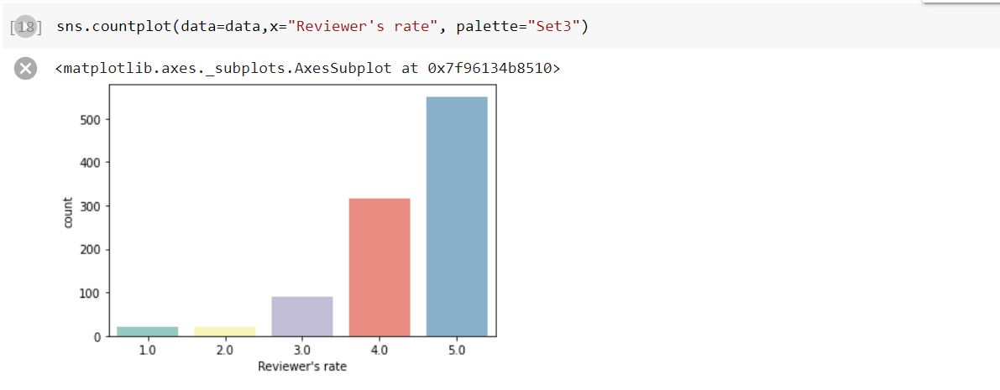 [18] sns.countplot(data=data,x="Reviewer's rate", palette="Set3")
<matplotlib.axes._subplots.AxesSubplot at 0x7f96134b8510>
500
400
300
200
100
0
count
1.0 2.0 3.0 4.0 5.0
Reviewer's rate